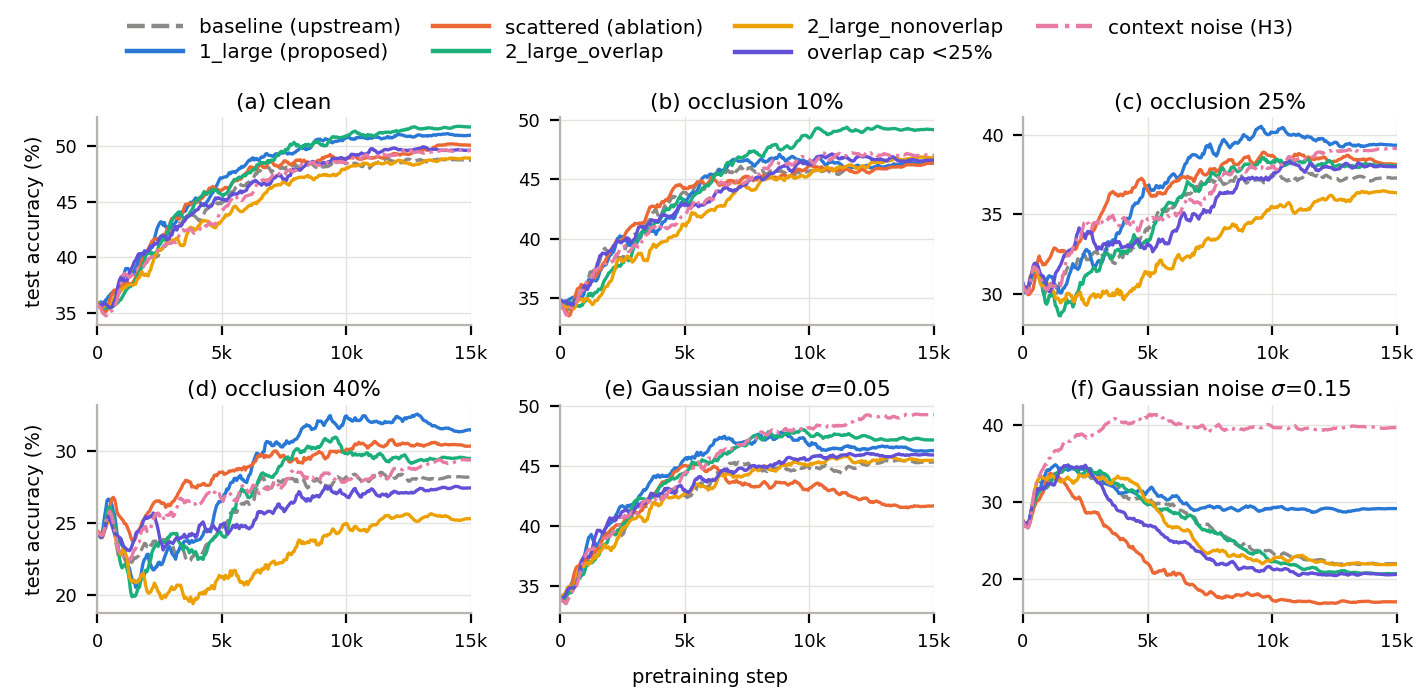 baseline (upstream)
1_large (proposed)
scattered (ablation)
2_large_overlap
2_large_nonoverlap
overlap cap <25%
context noise (H3)
(a) clean
(b) occlusion 10%
(c) occlusion 25%
test accuracy (%)
50
45
40
35
0
5k
10k
15k
50
45
40
35
0
5k
10k
15k
40
35
30
0
5k
10k
15k
(d) occlusion 40%
(e) Gaussian noise σ=0.05
(f) Gaussian noise σ=0.15
test accuracy (%)
30
25
20
0
5k
10k
15k
50
45
40
35
0
5k
10k
15k
40
30
20
0
5k
10k
15k
pretraining step